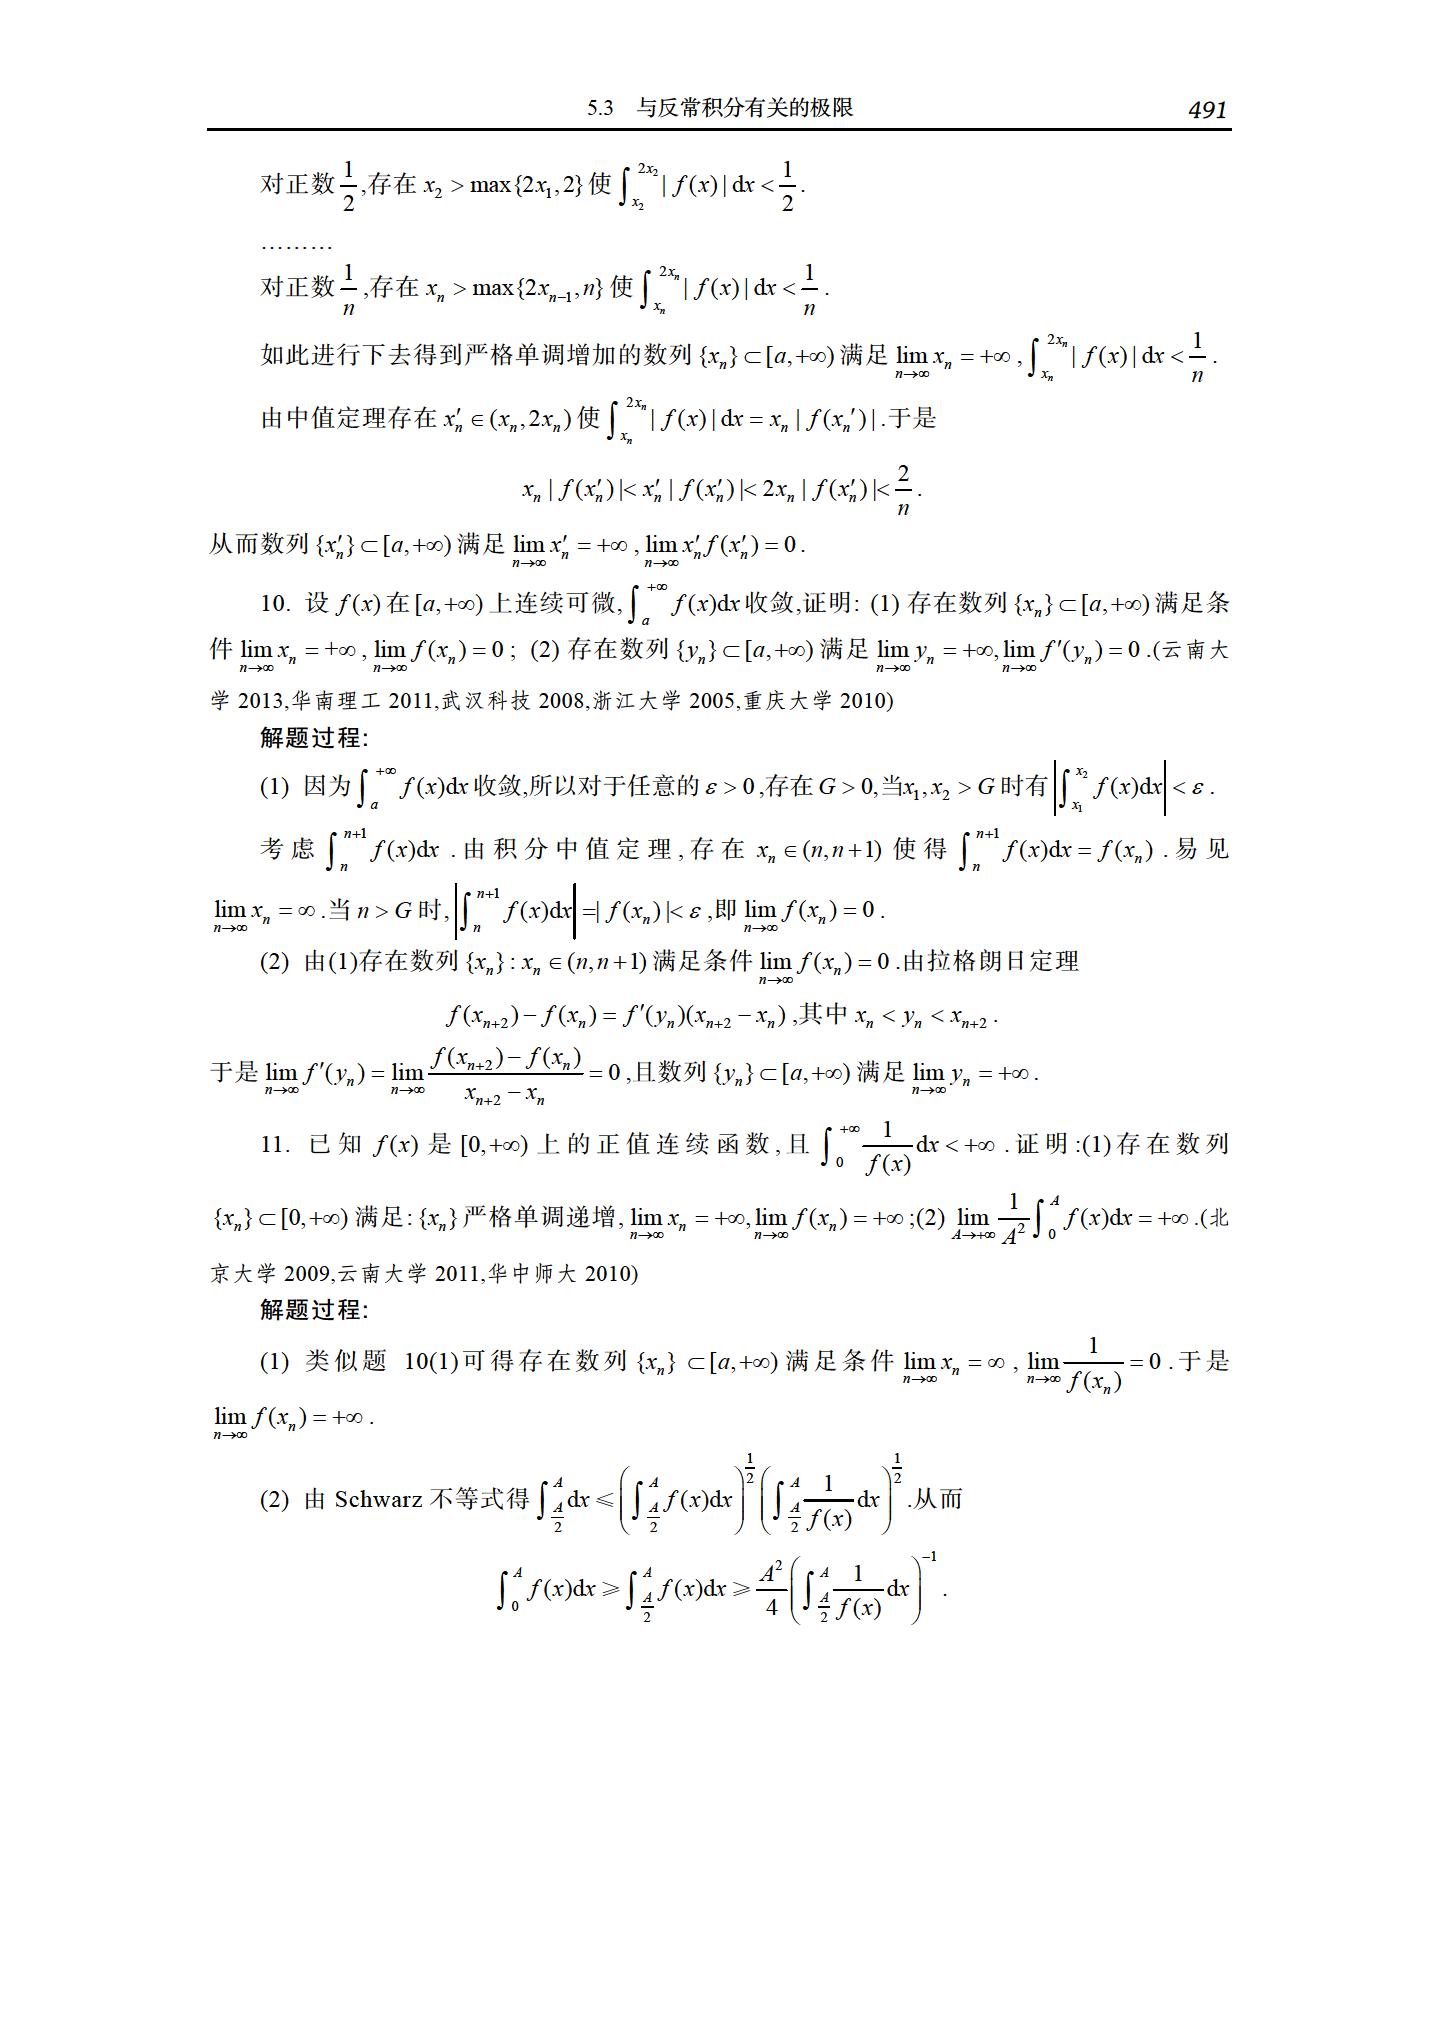 5.3 与反常积分有关的极限 491
对正数 $\frac{1}{2}$,存在 $x_2 > \max\{2x_1, 2\}$ 使 $\int_{x_2}^{2x_2} |f(x)| \mathrm{d}x < \frac{1}{2}$.
………
对正数 $\frac{1}{n}$,存在 $x_n > \max\{2x_{n-1}, n\}$ 使 $\int_{x_n}^{2x_n} |f(x)| \mathrm{d}x < \frac{1}{n}$.
如此进行下去得到严格单调增加的数列 $\{x_n\} \subset [a,+\infty)$ 满足 $\lim_{n\to\infty} x_n = +\infty$, $\int_{x_n}^{2x_n} |f(x)| \mathrm{d}x < \frac{1}{n}$.
由中值定理存在 $x_n' \in (x_n, 2x_n)$ 使 $\int_{x_n}^{2x_n} |f(x)| \mathrm{d}x = x_n |f(x_n')|$.于是
$x_n |f(x_n')| < x_n' |f(x_n')| < 2x_n |f(x_n')| < \frac{2}{n}$.
从而数列 $\{x_n'\} \subset [a,+\infty)$ 满足 $\lim_{n\to\infty} x_n' = +\infty$, $\lim_{n\to\infty} x_n' f(x_n') = 0$.
10. 设 $f(x)$ 在 $[a,+\infty)$ 上连续可微, $\int_a^{+\infty} f(x)\mathrm{d}x$ 收敛,证明: (1) 存在数列 $\{x_n\} \subset [a,+\infty)$ 满足条
件 $\lim_{n\to\infty} x_n = +\infty$, $\lim_{n\to\infty} f(x_n) = 0$; (2) 存在数列 $\{y_n\} \subset [a,+\infty)$ 满足 $\lim_{n\to\infty} y_n = +\infty, \lim_{n\to\infty} f'(y_n) = 0$.(云南大
学 2013,华南理工 2011,武汉科技 2008,浙江大学 2005,重庆大学 2010)
解题过程:
(1) 因为 $\int_a^{+\infty} f(x)\mathrm{d}x$ 收敛,所以对于任意的 $\varepsilon > 0$,存在 $G > 0$,当 $x_1, x_2 > G$ 时有 $\left|\int_{x_1}^{x_2} f(x)\mathrm{d}x\right| < \varepsilon$.
考虑 $\int_n^{n+1} f(x)\mathrm{d}x$.由积分中值定理,存在 $x_n \in (n, n+1)$ 使得 $\int_n^{n+1} f(x)\mathrm{d}x = f(x_n)$.易见
$\lim_{n\to\infty} x_n = \infty$.当 $n > G$ 时, $\left|\int_n^{n+1} f(x)\mathrm{d}x\right| = |f(x_n)| < \varepsilon$,即 $\lim_{n\to\infty} f(x_n) = 0$.
(2) 由(1)存在数列 $\{x_n\}: x_n \in (n, n+1)$ 满足条件 $\lim_{n\to\infty} f(x_n) = 0$.由拉格朗日定理
$f(x_{n+2}) - f(x_n) = f'(y_n)(x_{n+2} - x_n)$,其中 $x_n < y_n < x_{n+2}$.
于是 $\lim_{n\to\infty} f'(y_n) = \lim_{n\to\infty} \frac{f(x_{n+2}) - f(x_n)}{x_{n+2} - x_n} = 0$,且数列 $\{y_n\} \subset [a,+\infty)$ 满足 $\lim_{n\to\infty} y_n = +\infty$.
11. 已知 $f(x)$ 是 $[0,+\infty)$ 上的正值连续函数,且 $\int_0^{+\infty} \frac{1}{f(x)} \mathrm{d}x < +\infty$.证明:(1)存在数列
$\{x_n\} \subset [0,+\infty)$ 满足: $\{x_n\}$ 严格单调递增, $\lim_{n\to\infty} x_n = +\infty, \lim_{n\to\infty} f(x_n) = +\infty$;(2) $\lim_{A\to+\infty} \frac{1}{A^2} \int_0^A f(x)\mathrm{d}x = +\infty$.(北
京大学 2009,云南大学 2011,华中师大 2010)
解题过程:
(1) 类似题 10(1)可得存在数列 $\{x_n\} \subset [a,+\infty)$ 满足条件 $\lim_{n\to\infty} x_n = \infty$, $\lim_{n\to\infty} \frac{1}{f(x_n)} = 0$.于是
$\lim_{n\to\infty} f(x_n) = +\infty$.
(2) 由 Schwarz 不等式得 $\int_{\frac{A}{2}}^A \mathrm{d}x \leqslant \left(\int_{\frac{A}{2}}^A f(x)\mathrm{d}x\right)^{\frac{1}{2}} \left(\int_{\frac{A}{2}}^A \frac{1}{f(x)} \mathrm{d}x\right)^{\frac{1}{2}}$.从而
$\int_0^A f(x)\mathrm{d}x \geqslant \int_{\frac{A}{2}}^A f(x)\mathrm{d}x \geqslant \frac{A^2}{4} \left(\int_{\frac{A}{2}}^A \frac{1}{f(x)} \mathrm{d}x\right)^{-1}$.